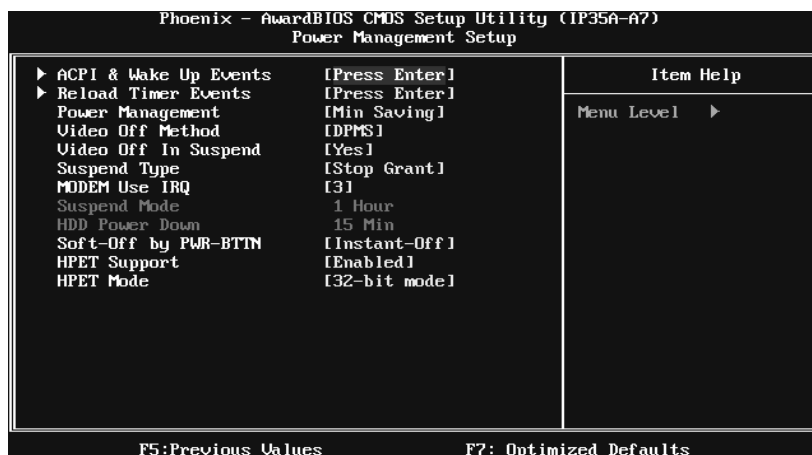 Phoenix - AwardBIOS CMOS Setup Utility (IP35A-A7)
Power Management Setup
ACPI & Wake Up Events [Press Enter]
Reload Timer Events [Press Enter]
Power Management [Min Saving]
Video Off Method [DPMS]
Video Off In Suspend [Yes]
Suspend Type [Stop Grant]
MODEM Use IRQ [3]
Suspend Mode 1 Hour
HDD Power Down 15 Min
Soft-Off by PWR-BTTN [Instant-Off]
HPET Support [Enabled]
HPET Mode [32-bit mode]
Item Help
Menu Level
F5:Previous Values F7: Optimized Defaults